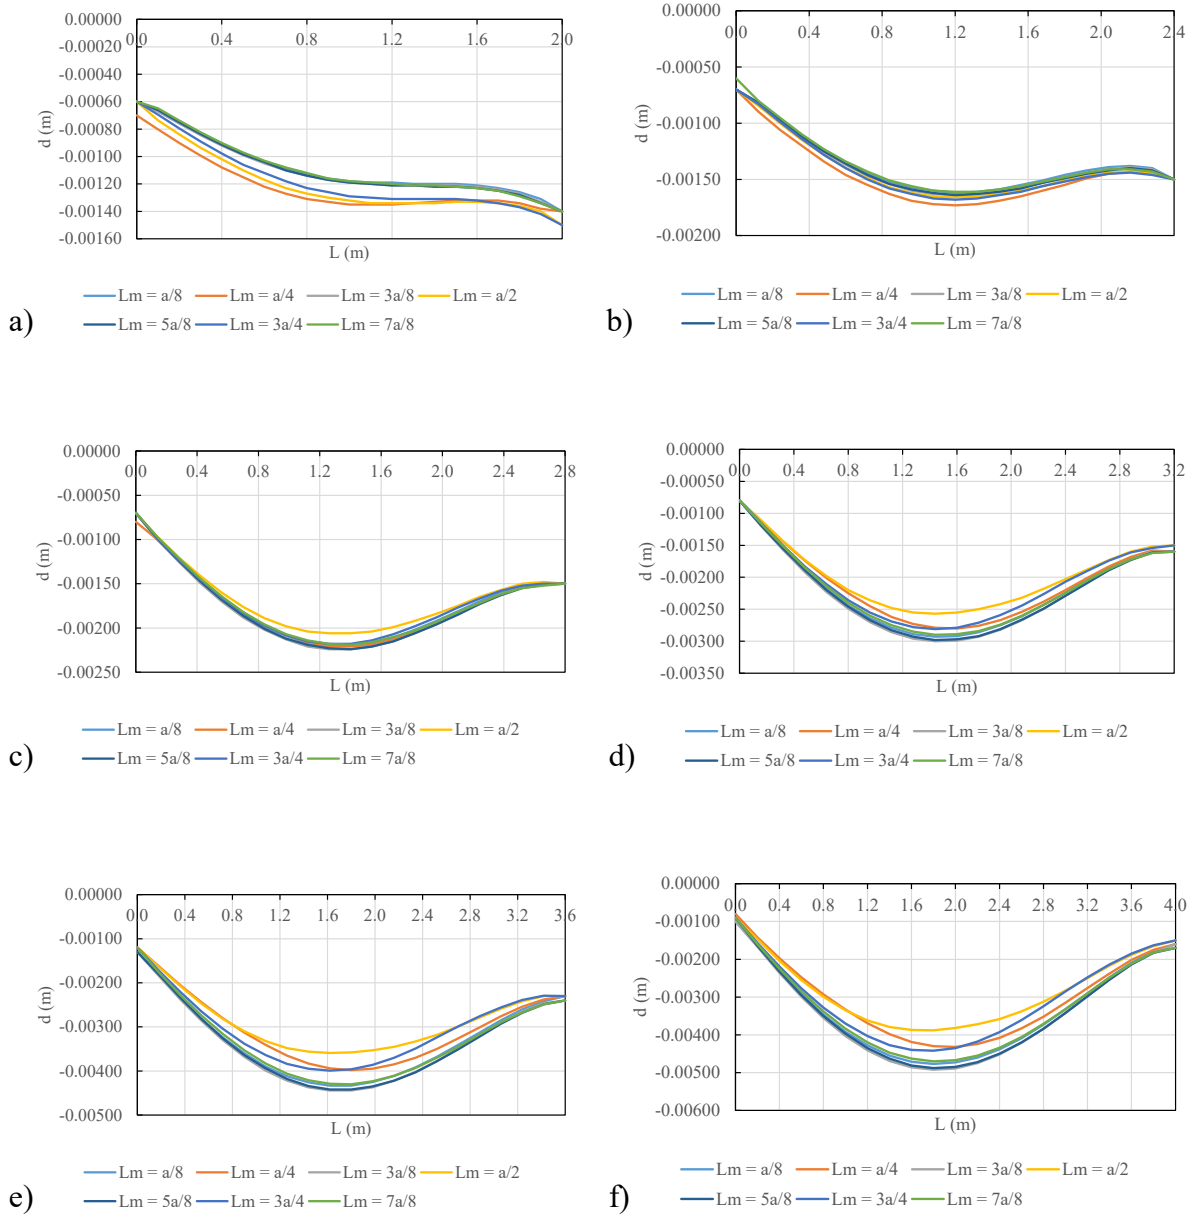 0.00000
0.0 0.4 0.8 1.2 1.6 2.0
-0.00020
-0.00040
-0.00060
-0.00080
-0.00100
-0.00120
-0.00140
-0.00160
d (m)
L (m)
Lm = a/8 Lm = a/4 Lm = 3a/8 Lm = a/2
Lm = 5a/8 Lm = 3a/4 Lm = 7a/8
a)
0.00000
0.0 0.4 0.8 1.2 1.6 2.0 2.4
-0.00050
-0.00100
-0.00150
-0.00200
d (m)
L (m)
Lm = a/8 Lm = a/4 Lm = 3a/8 Lm = a/2
Lm = 5a/8 Lm = 3a/4 Lm = 7a/8
b)
0.00000
0.0 0.4 0.8 1.2 1.6 2.0 2.4 2.8
-0.00050
-0.00100
-0.00150
-0.00200
-0.00250
d (m)
L (m)
Lm = a/8 Lm = a/4 Lm = 3a/8 Lm = a/2
Lm = 5a/8 Lm = 3a/4 Lm = 7a/8
c)
0.00000
0.0 0.4 0.8 1.2 1.6 2.0 2.4 2.8 3.2
-0.00050
-0.00100
-0.00150
-0.00200
-0.00250
-0.00300
-0.00350
d (m)
L (m)
Lm = a/8 Lm = a/4 Lm = 3a/8 Lm = a/2
Lm = 5a/8 Lm = 3a/4 Lm = 7a/8
d)
0.00000
0.0 0.4 0.8 1.2 1.6 2.0 2.4 2.8 3.2 3.6
-0.00100
-0.00200
-0.00300
-0.00400
-0.00500
d (m)
L (m)
Lm = a/8 Lm = a/4 Lm = 3a/8 Lm = a/2
Lm = 5a/8 Lm = 3a/4 Lm = 7a/8
e)
0.00000
0.0 0.4 0.8 1.2 1.6 2.0 2.4 2.8 3.2 3.6 4.0
-0.00100
-0.00200
-0.00300
-0.00400
-0.00500
-0.00600
d (m)
L (m)
Lm = a/8 Lm = a/4 Lm = 3a/8 Lm = a/2
Lm = 5a/8 Lm = 3a/4 Lm = 7a/8
f)